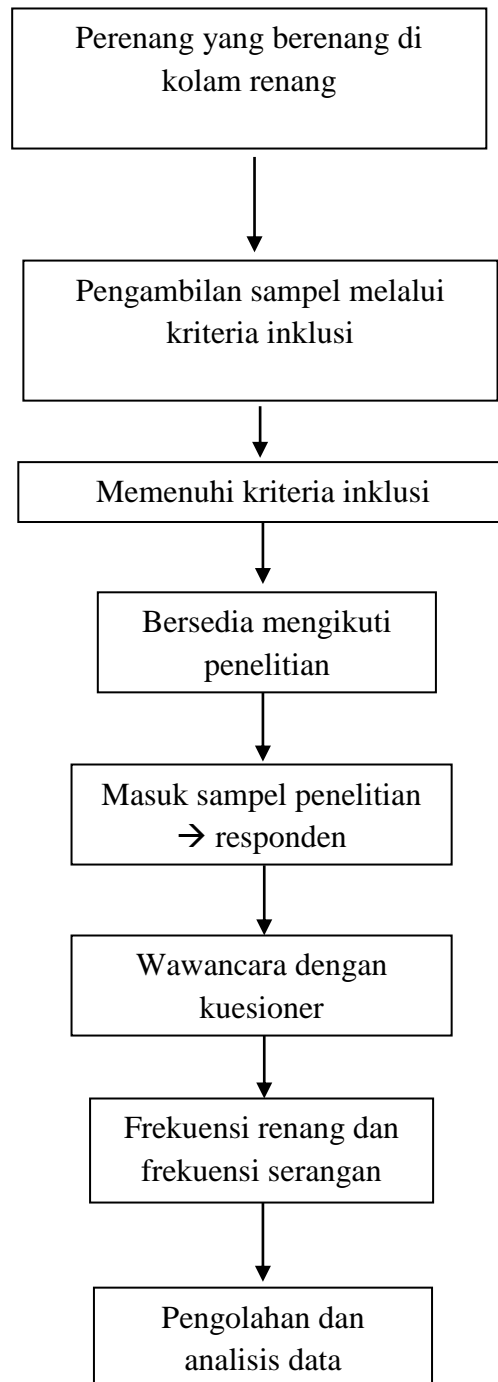 Perenang yang berenang di
kolam renang
Pengambilan sampel melalui
kriteria inklusi
Memenuhi kriteria inklusi
Bersedia mengikuti
penelitian
Masuk sampel penelitian
→ responden
Wawancara dengan
kuesioner
Frekuensi renang dan
frekuensi serangan
Pengolahan dan
analisis data